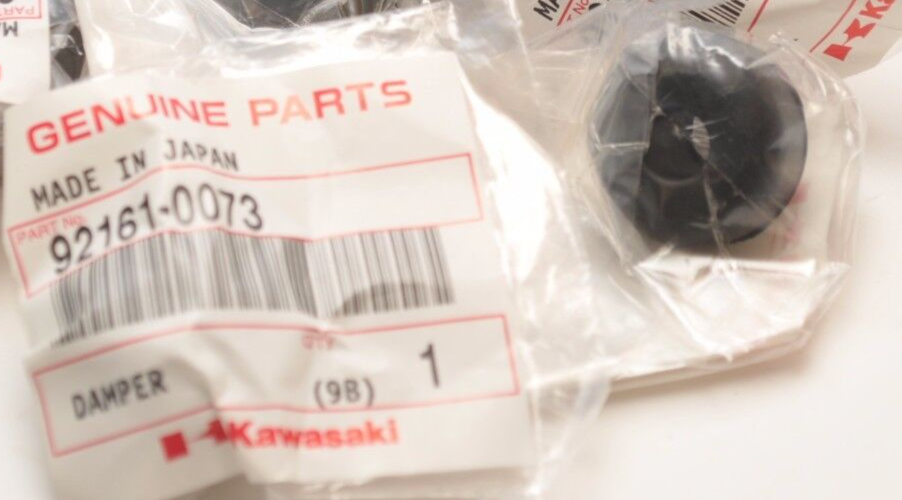 GENUINE PARTS
MADE IN JAPAN
PART No.
92161-0073
QTY.
DAMPER (9B) 1
Kawasaki